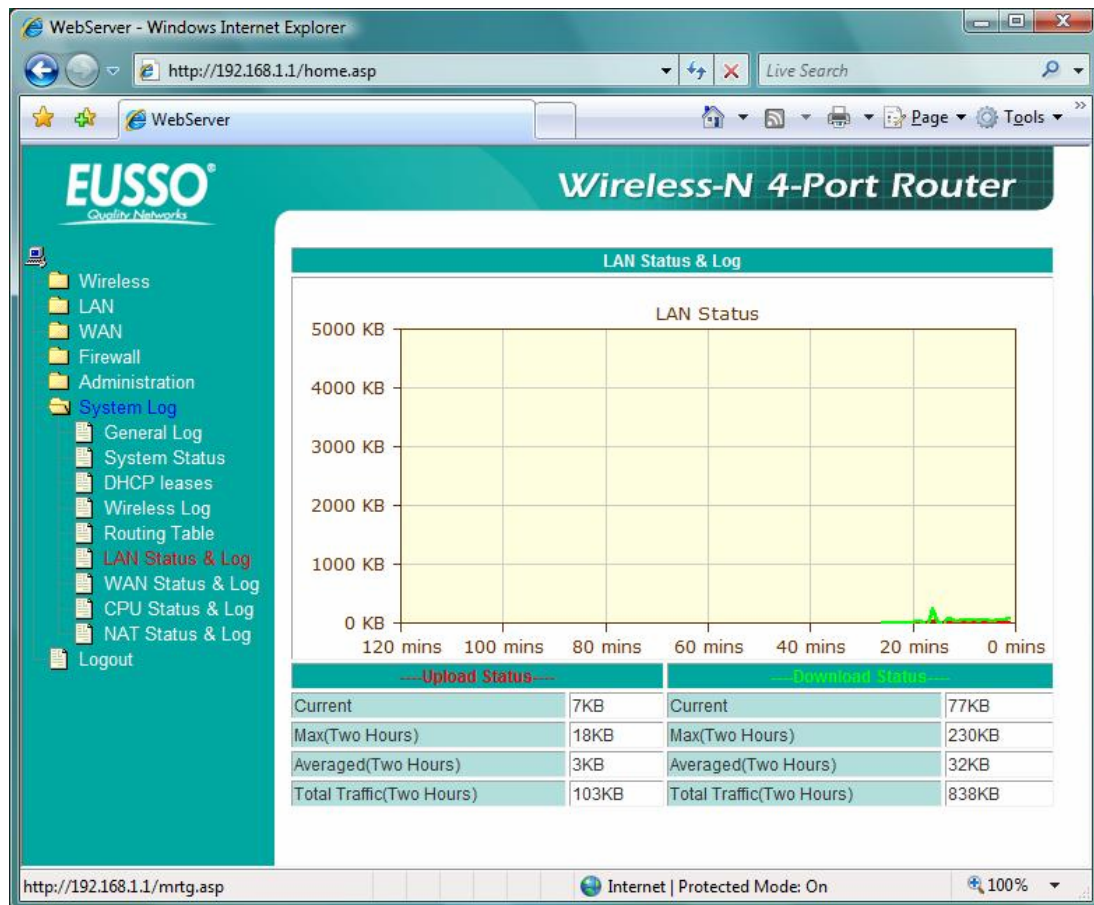 WebServer - Windows Internet Explorer
http://192.168.1.1/home.asp
Live Search
WebServer
Page
Tools
EUSSO®
Quality Networks
Wireless-N 4-Port Router
Wireless
LAN
WAN
Firewall
Administration
System Log
General Log
System Status
DHCP leases
Wireless Log
Routing Table
LAN Status & Log
WAN Status & Log
CPU Status & Log
NAT Status & Log
Logout
LAN Status & Log
LAN Status
5000 KB
4000 KB
3000 KB
2000 KB
1000 KB
0 KB
120 mins 100 mins 80 mins 60 mins 40 mins 20 mins 0 mins
----Upload Status---- ----Download Status----
Current 7KB Current 77KB
Max(Two Hours) 18KB Max(Two Hours) 230KB
Averaged(Two Hours) 3KB Averaged(Two Hours) 32KB
Total Traffic(Two Hours) 103KB Total Traffic(Two Hours) 838KB
http://192.168.1.1/mrtg.asp
Internet | Protected Mode: On
100%